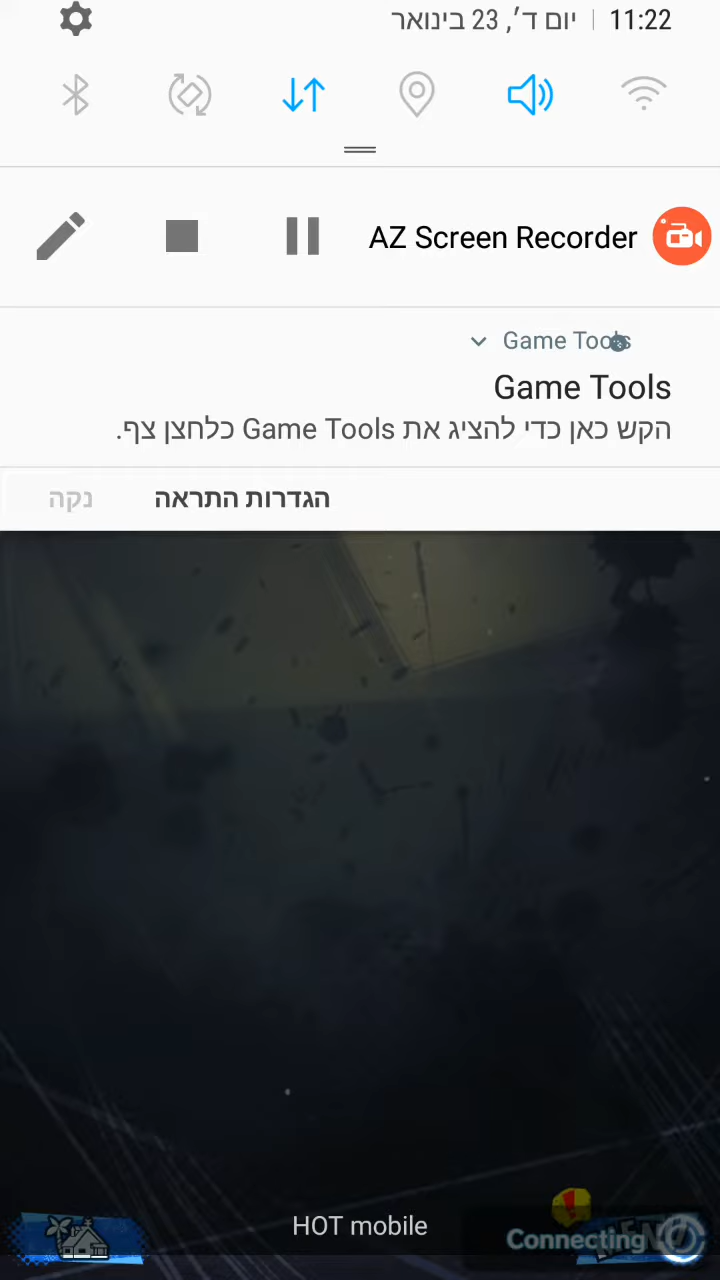 11:22 | יום ד׳, 23 בינואר
AZ Screen Recorder
Game Tools
Game Tools
הקש כאן כדי להציג את Game Tools כלחצן צף.
הגדרות התראה
נקה
HOT mobile
Connecting